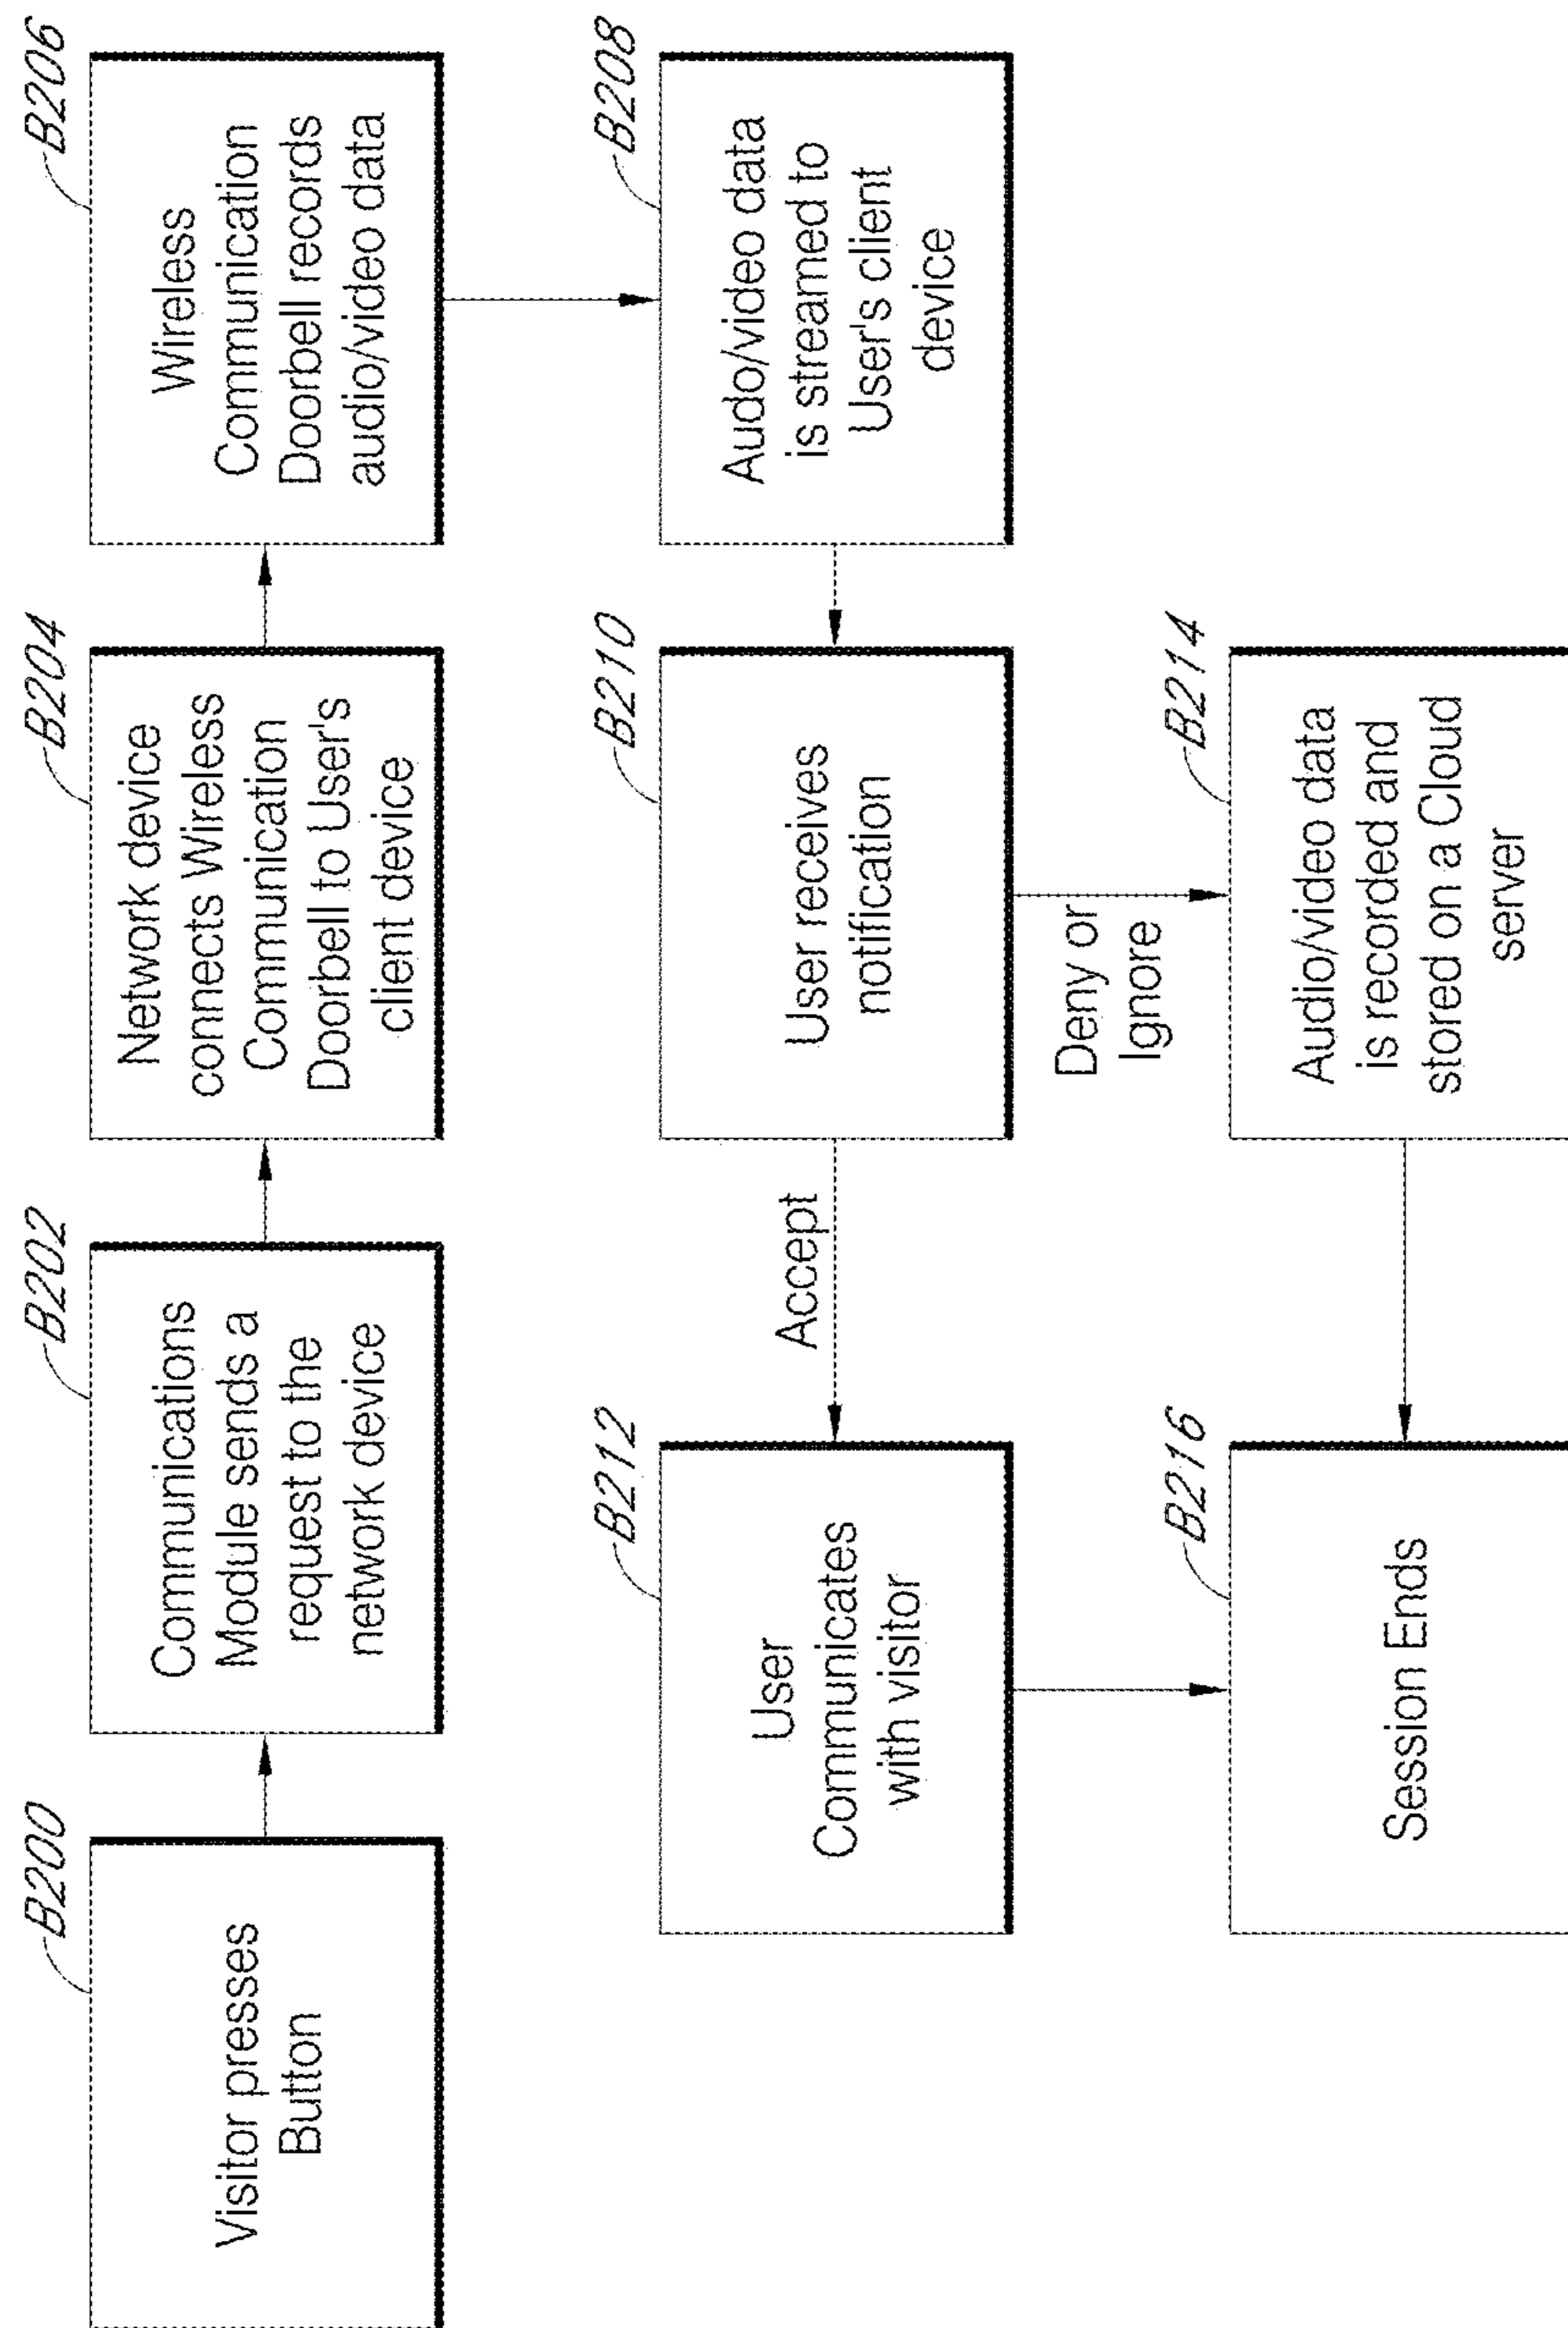 B200
Visitor presses
Button
B202
Communications
Module sends a
request to the
network device
B204
Network device
connects Wireless
Communication
Doorbell to User's
client device
B206
Wireless
Communication
Doorbell records
audio/video data
B208
Audo/video data
is streamed to
User's client
device
B210
User receives
notification
Accept
Deny or
Ignore
B212
User
Communicates
with visitor
B214
Audio/video data
is recorded and
stored on a Cloud
server
B216
Session Ends